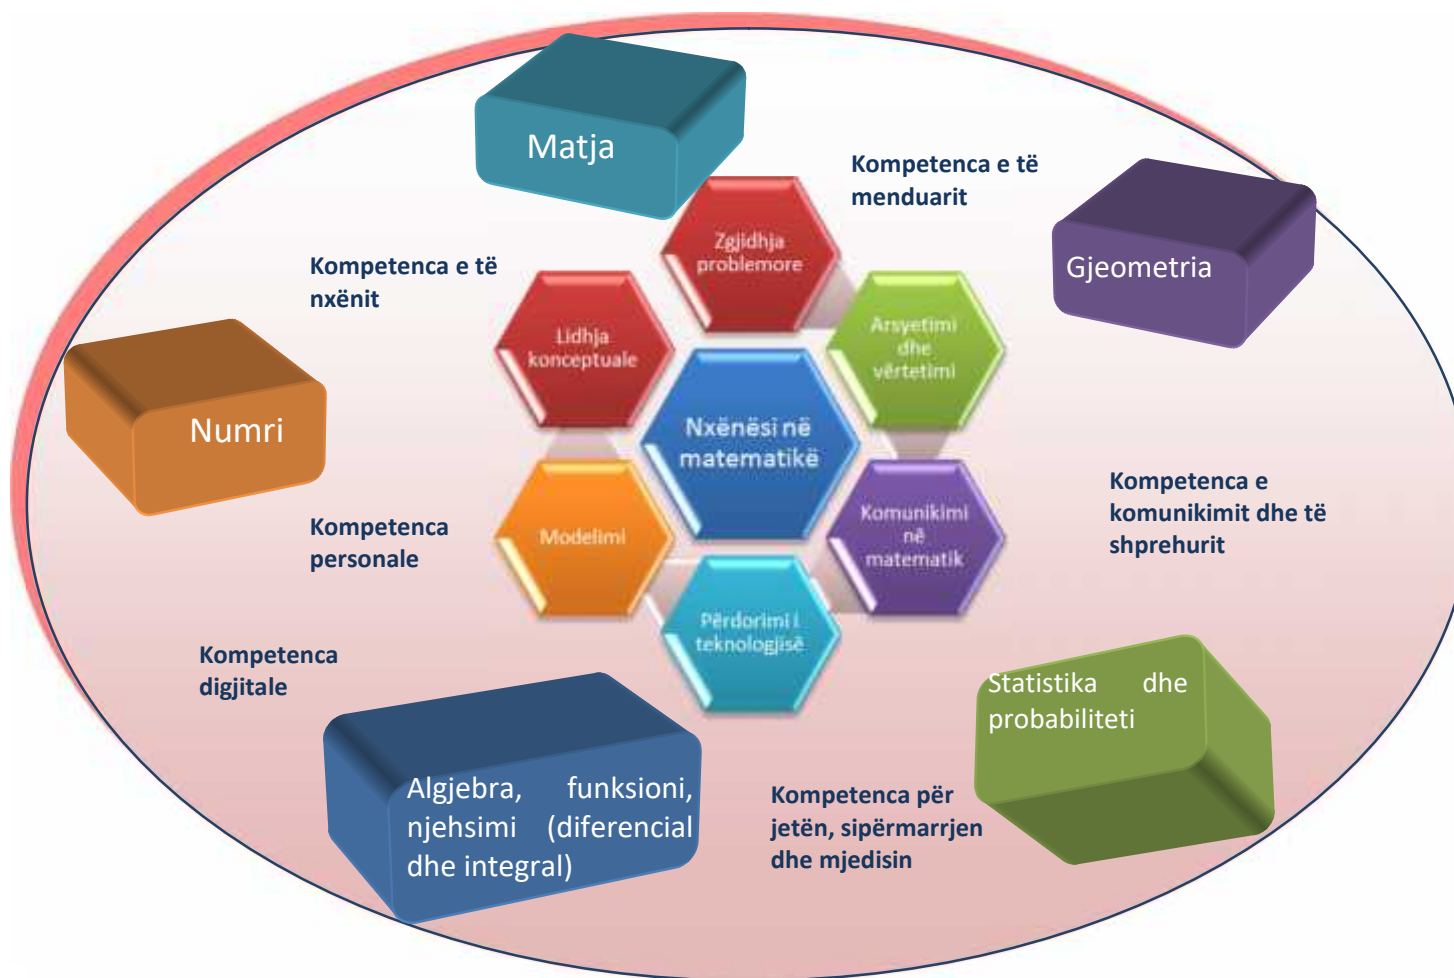 Matja
Kompetenca e të
menduarit
Gjeometria
Zgjidhja
problemore
Kompetenca e të
nxënit
Lidhja
konceptuale
Arsyetimi
dhe
vërtetimi
Numri
Nxënësi në
matematikë
Kompetenca
personale
Modelimi
Komunikimi
në
matematik
Kompetenca e
komunikimit dhe të
shprehurit
Përdorimi i
teknologjisë
Kompetenca
digjitale
Statistika dhe
probabiliteti
Algjebra, funksioni,
njehsimi (diferencial
dhe integral)
Kompetenca për
jetën, sipërmarrjen
dhe mjedisin